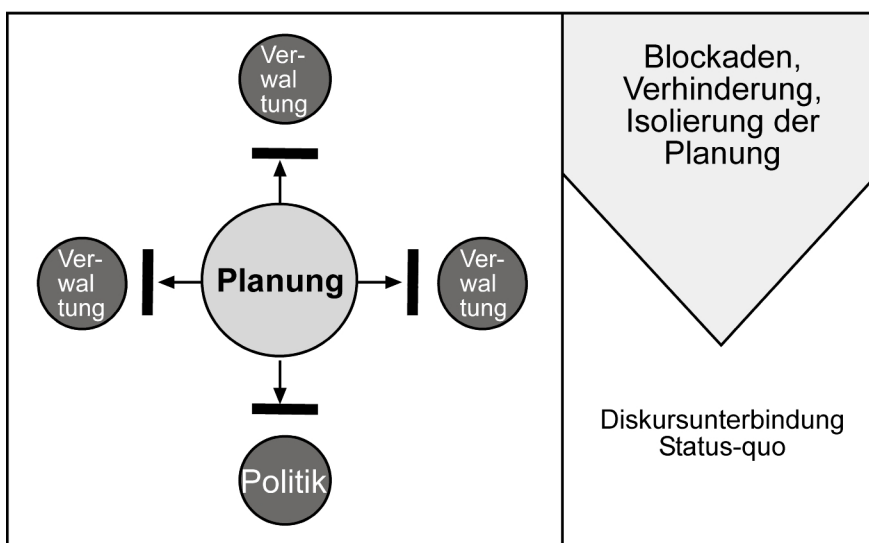 Ver-
wal
tung
Ver-
wal
tung
Planung
Ver-
wal
tung
Politik
Blockaden,
Verhinderung,
Isolierung der
Planung
Diskursunterbindung
Status-quo